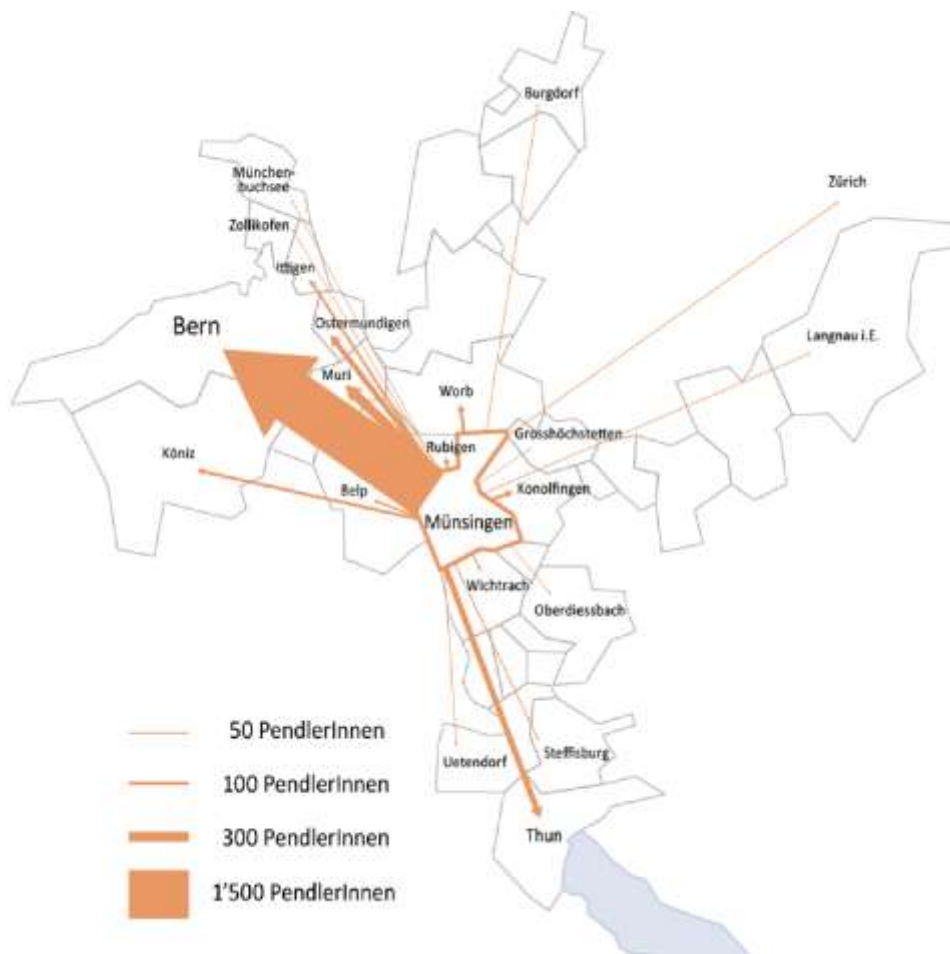 Burgdorf
München-
buchsee
Zürich
Zollikofen
Ittigen
Bern
Ostermundigen
Langnau i.E.
Muri
Worb
Grosshöchstetten
Rubigen
Köniz
Belp
Konolfingen
Münsingen
Wichtrach
Oberdiessbach
50 PendlerInnen
Steffisburg
Uetendorf
100 PendlerInnen
300 PendlerInnen
Thun
1'500 PendlerInnen